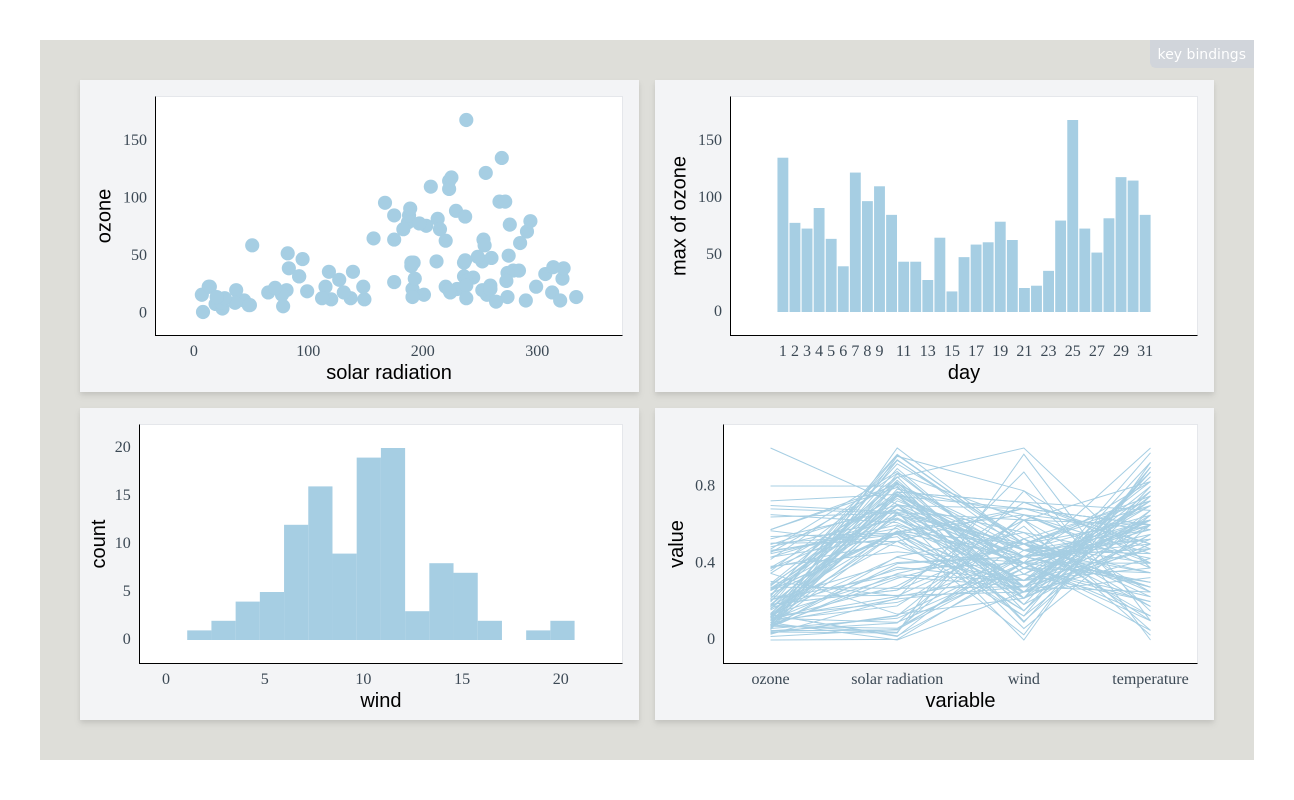 key bindings
150
100
50
0
ozone
0 100 200 300
solar radiation
150
100
50
0
max of ozone
1 2 3 4 5 6 7 8 9 11 13 15 17 19 21 23 25 27 29 31
day
20
15
10
5
0
count
0 5 10 15 20
wind
0.8
0.4
0
value
ozone solar radiation wind temperature
variable